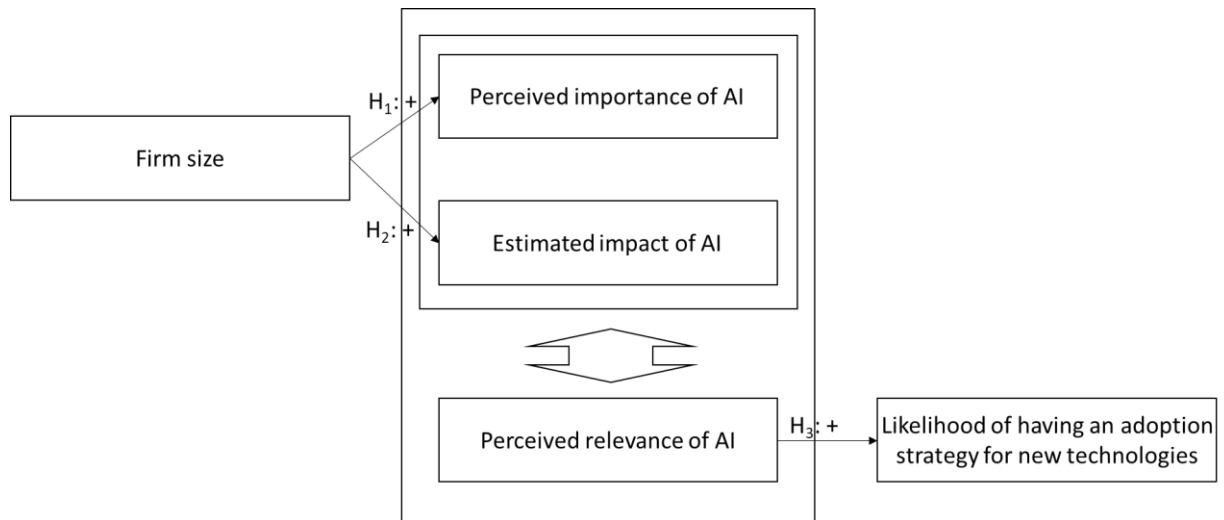 Perceived importance of AI
H₁: +
Firm size
H₂: +
Estimated impact of AI
Perceived relevance of AI
H₃: +
Likelihood of having an adoption
strategy for new technologies